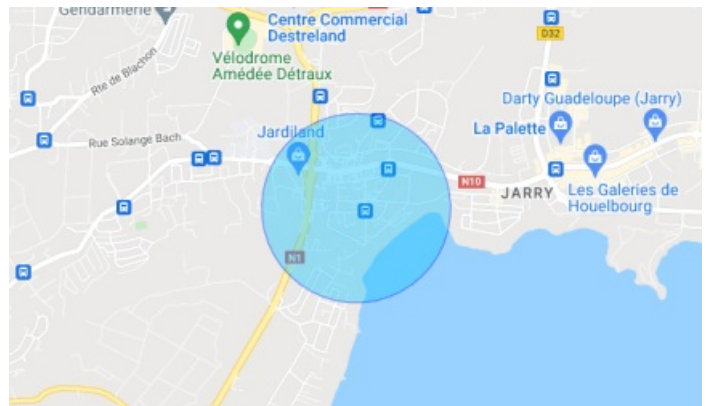 Gendarmerie
Centre Commercial
Destreland
D32
Rte de Blachon
Vélodrome
Amédée Détraux
Darty Guadeloupe (Jarry)
La Palette
Rue Solange Bach
Jardiland
N10
JARRY
Les Galeries de
Houelbourg
N1